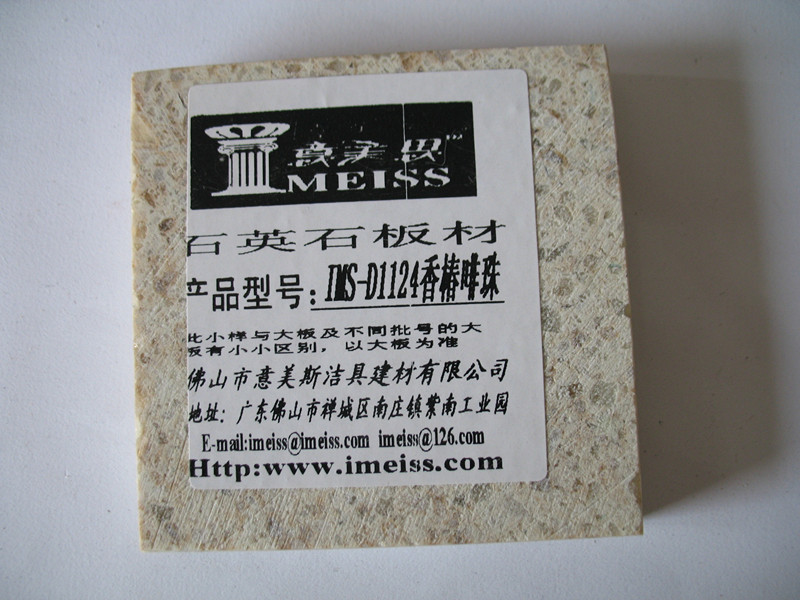 意美思™
IMEISS
石英石板材
产品型号：IMS-D1124香椿啡珠
此小样与大板及不同批号的大
板有小小区别，以大板为准
佛山市意美斯洁具建材有限公司
地址：广东佛山市禅城区南庄镇紫南工业园
E-mail:imeiss@imeiss.com imeiss@126.com
Http:www.imeiss.com